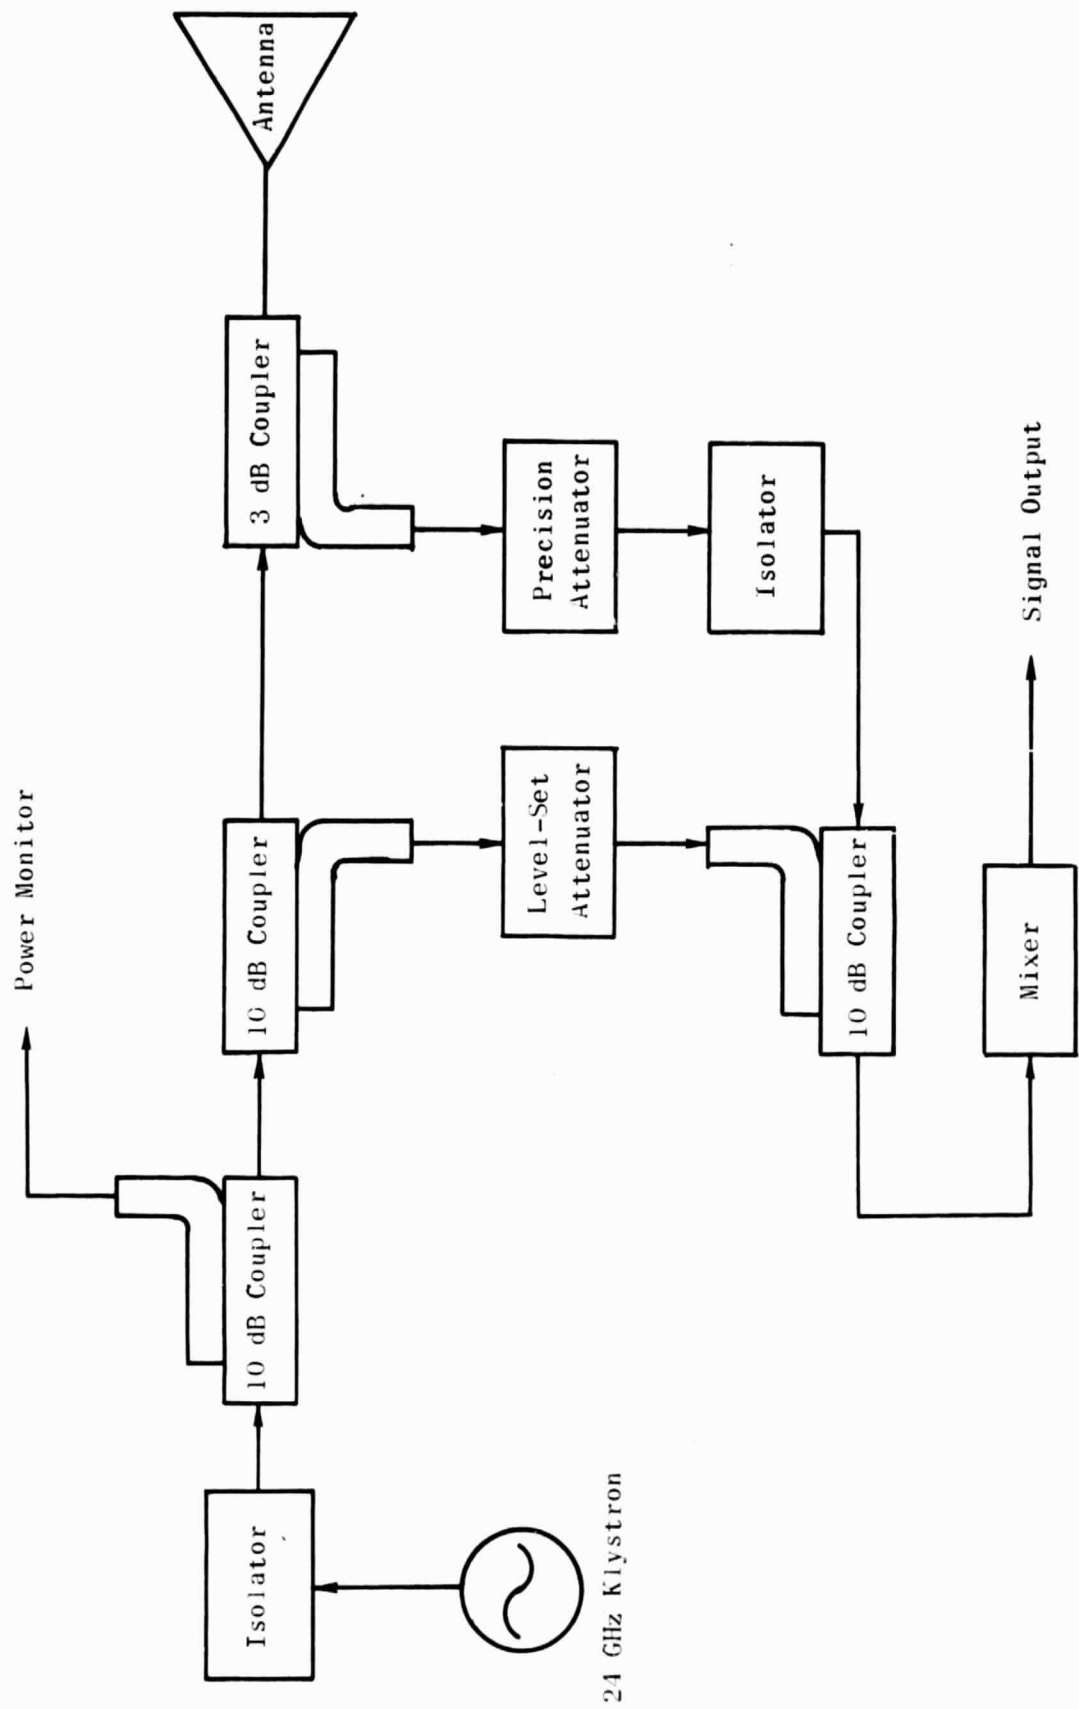 Power Monitor
Isolator
10 dB Coupler
10 dB Coupler
3 dB Coupler
Antenna
24 GHz Klystron
Level-Set
Attenuator
Precision
Attenuator
Isolator
10 dB Coupler
Mixer
Signal Output